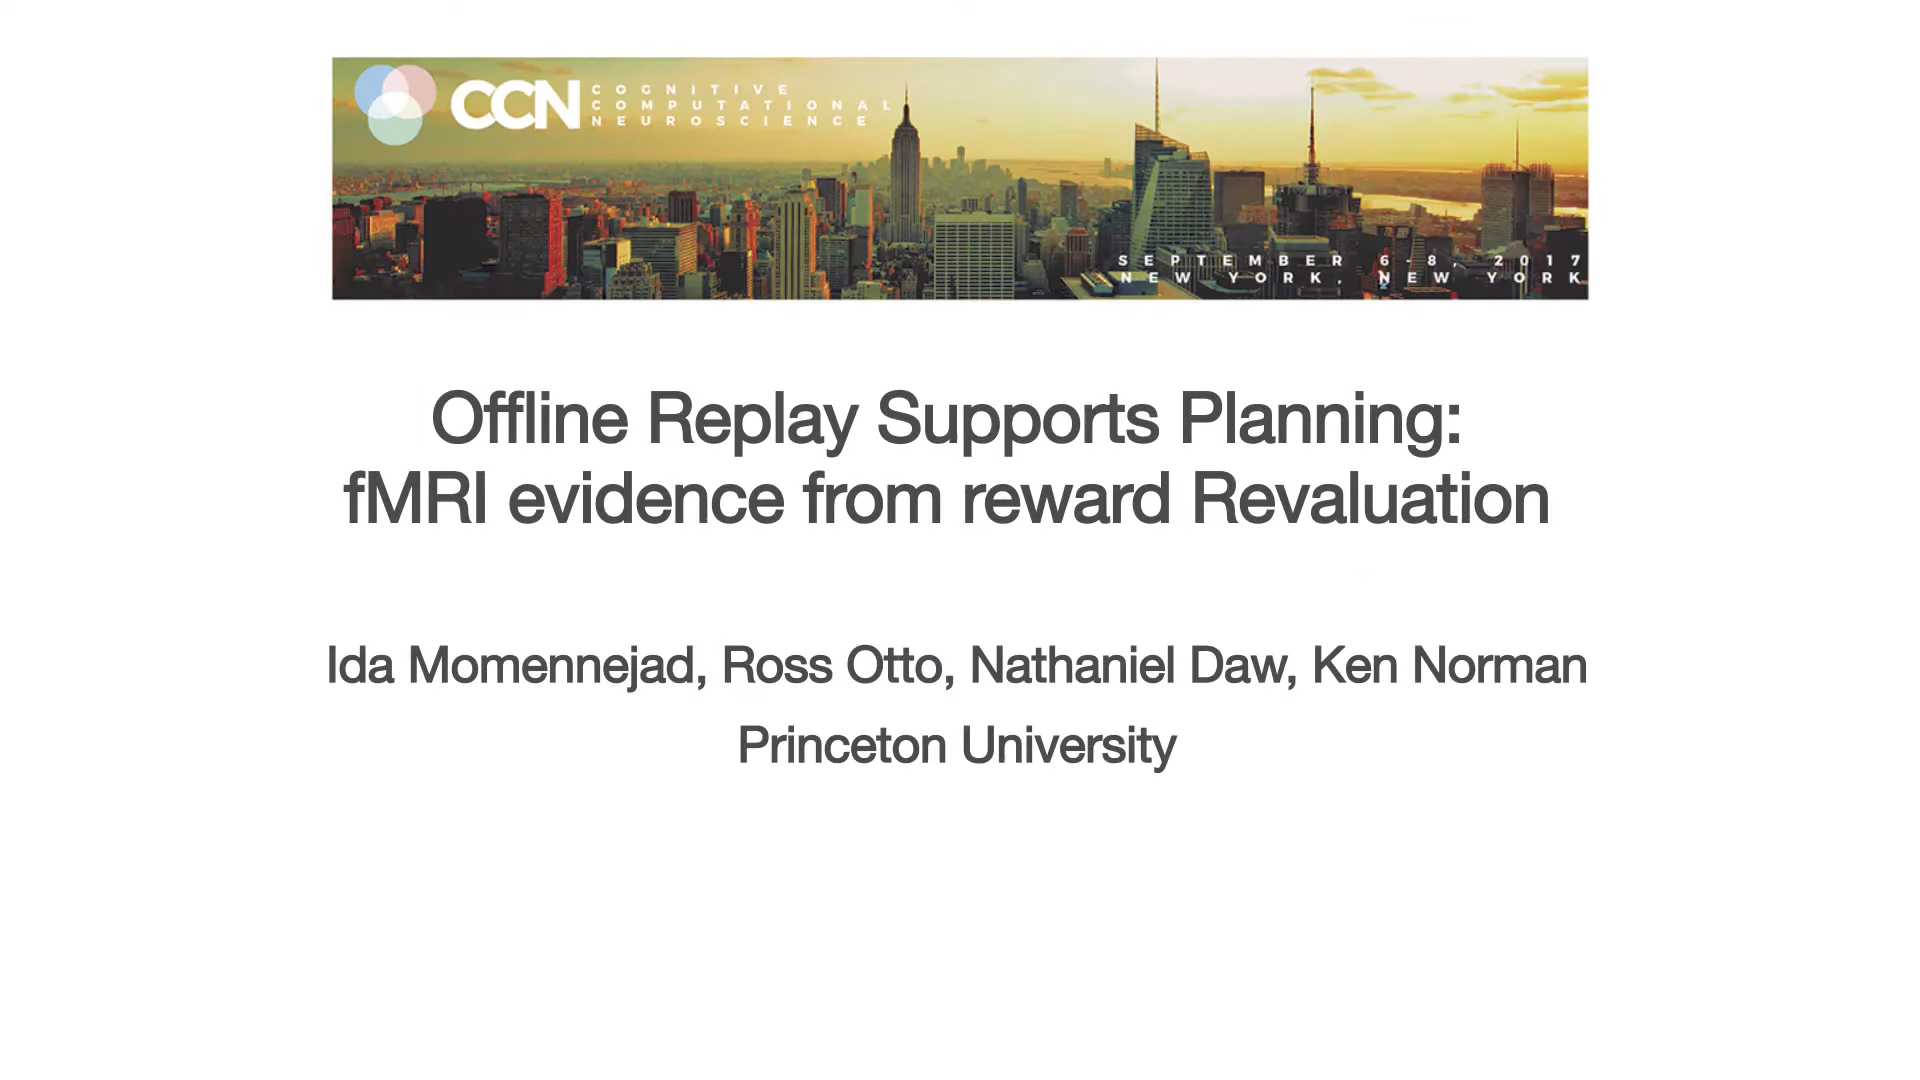 CCN
COGNITIVE
COMPUTATIONAL
NEUROSCIENCE
SEPTEMBER 6-8, 2017
NEW YORK, NEW YORK
Offline Replay Supports Planning:
fMRI evidence from reward Revaluation
Ida Momennejad, Ross Otto, Nathaniel Daw, Ken Norman
Princeton University